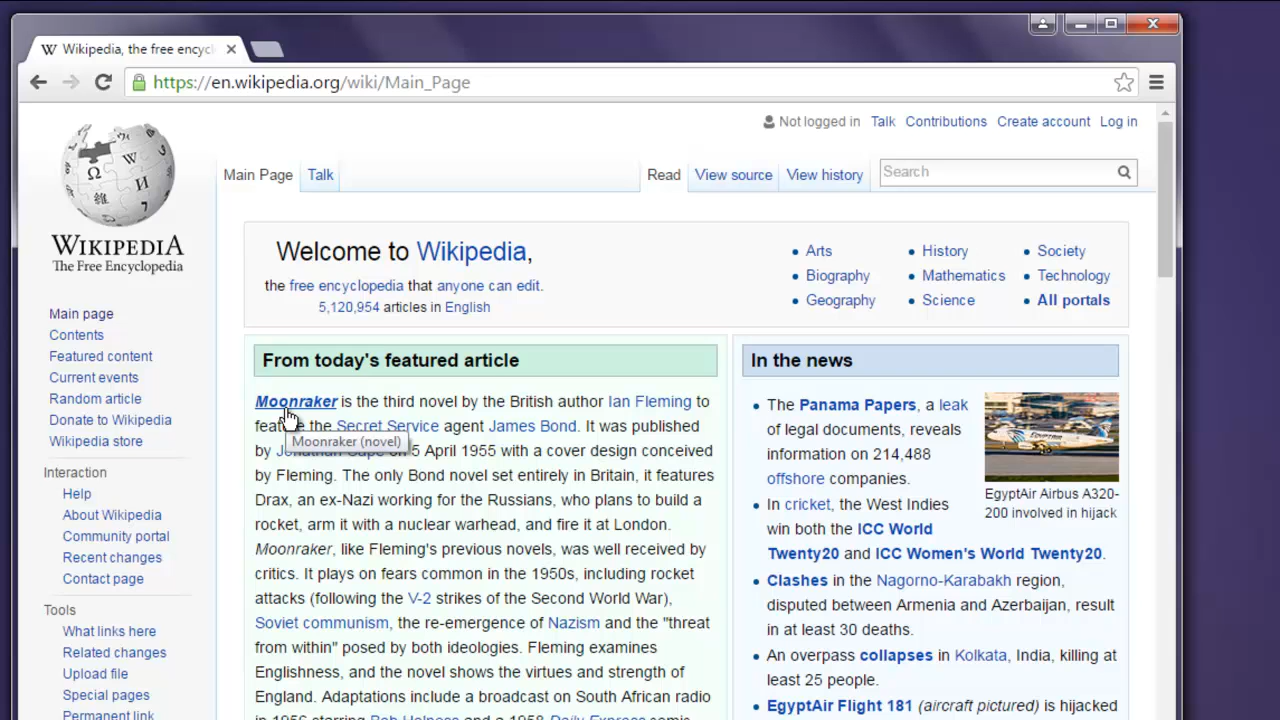 Wikipedia, the free encycl
https://en.wikipedia.org/wiki/Main_Page
Not logged in Talk Contributions Create account Log in
Main Page Talk Read View source View history Search
WIKIPEDIA
The Free Encyclopedia
Main page
Contents
Featured content
Current events
Random article
Donate to Wikipedia
Wikipedia store
Interaction
Help
About Wikipedia
Community portal
Recent changes
Contact page
Tools
What links here
Related changes
Upload file
Special pages
Permanent link
Welcome to Wikipedia,
the free encyclopedia that anyone can edit.
5,120,954 articles in English
Arts
Biography
Geography
History
Mathematics
Science
Society
Technology
All portals
From today's featured article
Moonraker is the third novel by the British author Ian Fleming to
feature the Secret Service agent James Bond. It was published
Moonraker (novel)
by Jonathan Cape on 5 April 1955 with a cover design conceived
by Fleming. The only Bond novel set entirely in Britain, it features
Drax, an ex-Nazi working for the Russians, who plans to build a
rocket, arm it with a nuclear warhead, and fire it at London.
Moonraker, like Fleming's previous novels, was well received by
critics. It plays on fears common in the 1950s, including rocket
attacks (following the V-2 strikes of the Second World War),
Soviet communism, the re-emergence of Nazism and the "threat
from within" posed by both ideologies. Fleming examines
Englishness, and the novel shows the virtues and strength of
England. Adaptations include a broadcast on South African radio
in 1956 starring Bob Holness and a 1958 Daily Express comic
In the news
The Panama Papers, a leak
of legal documents, reveals
information on 214,488
offshore companies.
EgyptAir Airbus A320-
200 involved in hijack
In cricket, the West Indies
win both the ICC World
Twenty20 and ICC Women's World Twenty20.
Clashes in the Nagorno-Karabakh region,
disputed between Armenia and Azerbaijan, result
in at least 30 deaths.
An overpass collapses in Kolkata, India, killing at
least 25 people.
EgyptAir Flight 181 (aircraft pictured) is hijacked